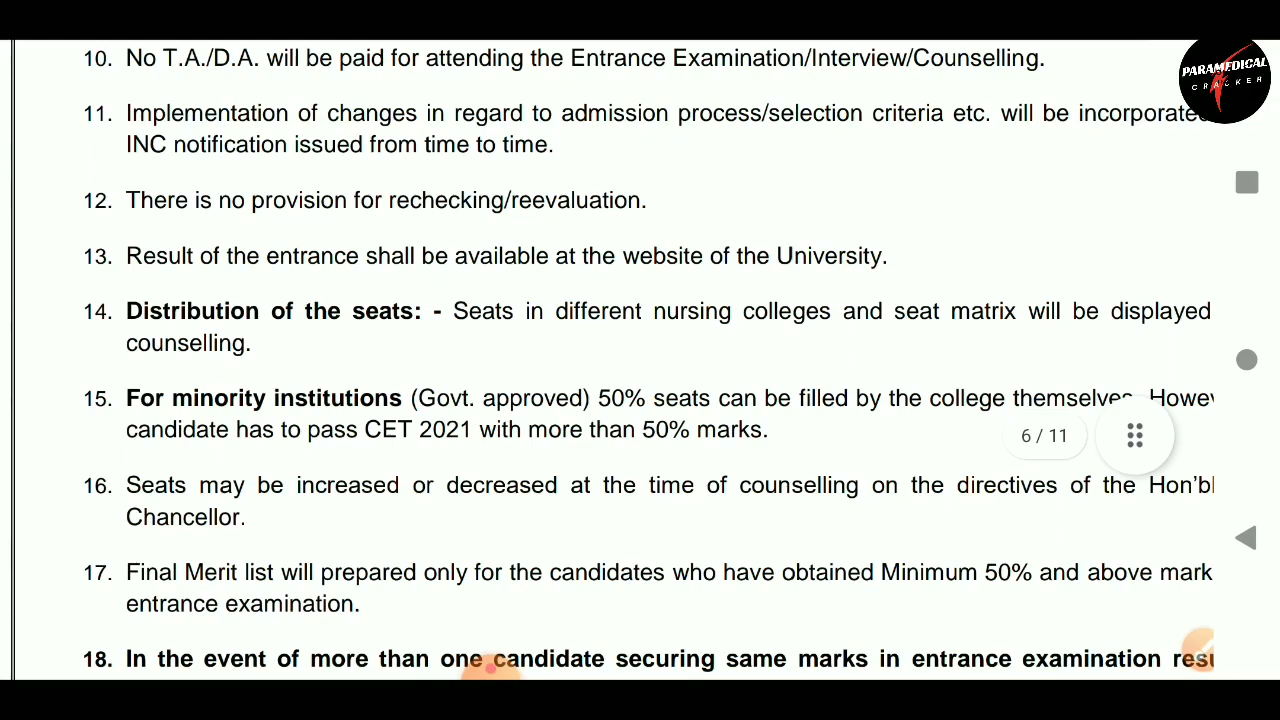 10. No T.A./D.A. will be paid for attending the Entrance Examination/Interview/Counselling.
PARAMEDICAL
CRACKER
11. Implementation of changes in regard to admission process/selection criteria etc. will be
INC notification issued from time to time.
12. There is no provision for rechecking/reevaluation.
13. Result of the entrance shall be available at the website of the University.
14. Distribution of the seats: - Seats in different nursing colleges and seat matrix will be displayed
counselling.
15. For minority institutions (Govt. approved) 50% seats can be filled by the college themselves.
candidate has to pass CET 2021 with more than 50% marks.
6 / 11
16. Seats may be increased or decreased at the time of counselling on the directives of the
Chancellor.
17. Final Merit list will prepared only for the candidates who have obtained Minimum 50% and above mark
entrance examination.
18. In the event of more than one candidate securing same marks in entrance examination